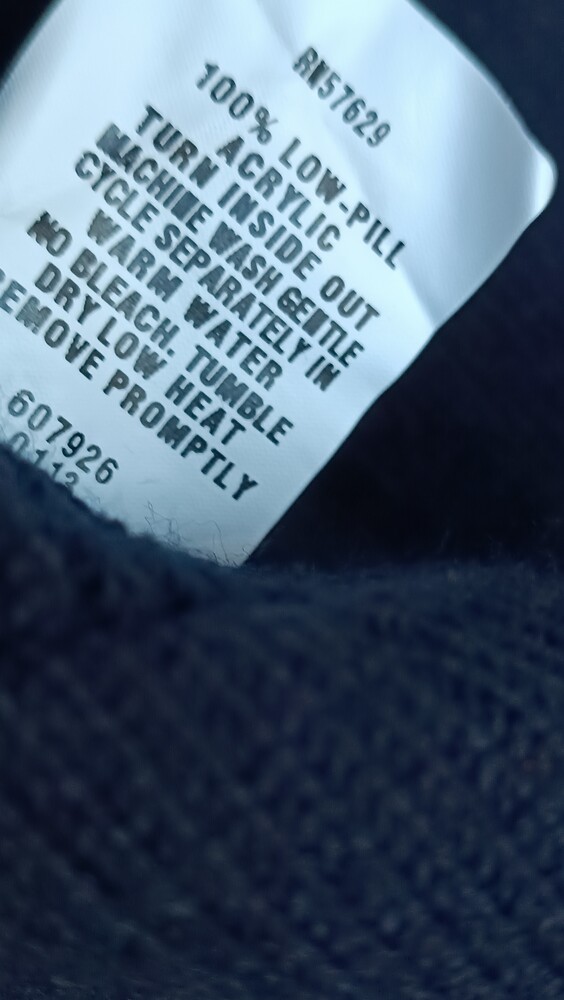 RN57629
100% LOW-PILL
ACRYLIC
TURN INSIDE OUT
MACHINE WASH GENTLE
CYCLE SEPARATELY IN
WARM WATER
NO BLEACH. TUMBLE
DRY LOW HEAT
EMOVE PROMPTLY
607926